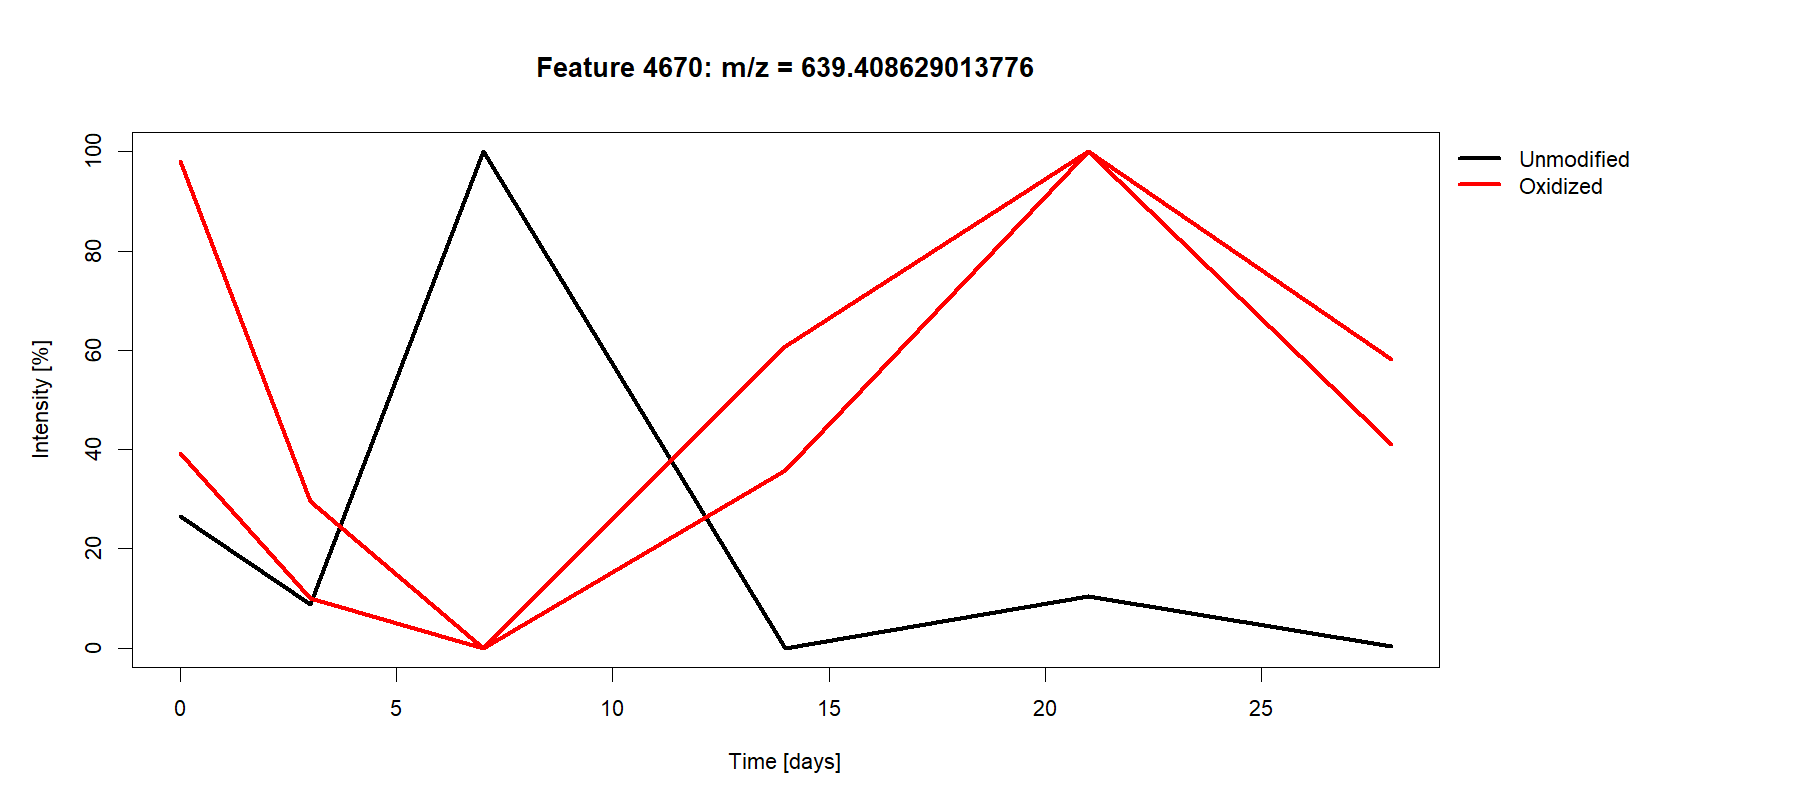 Feature 4670: m/z = 639.408629013776
Unmodified
Oxidized
Intensity [%]
100
80
60
40
20
0
0 5 10 15 20 25
Time [days]